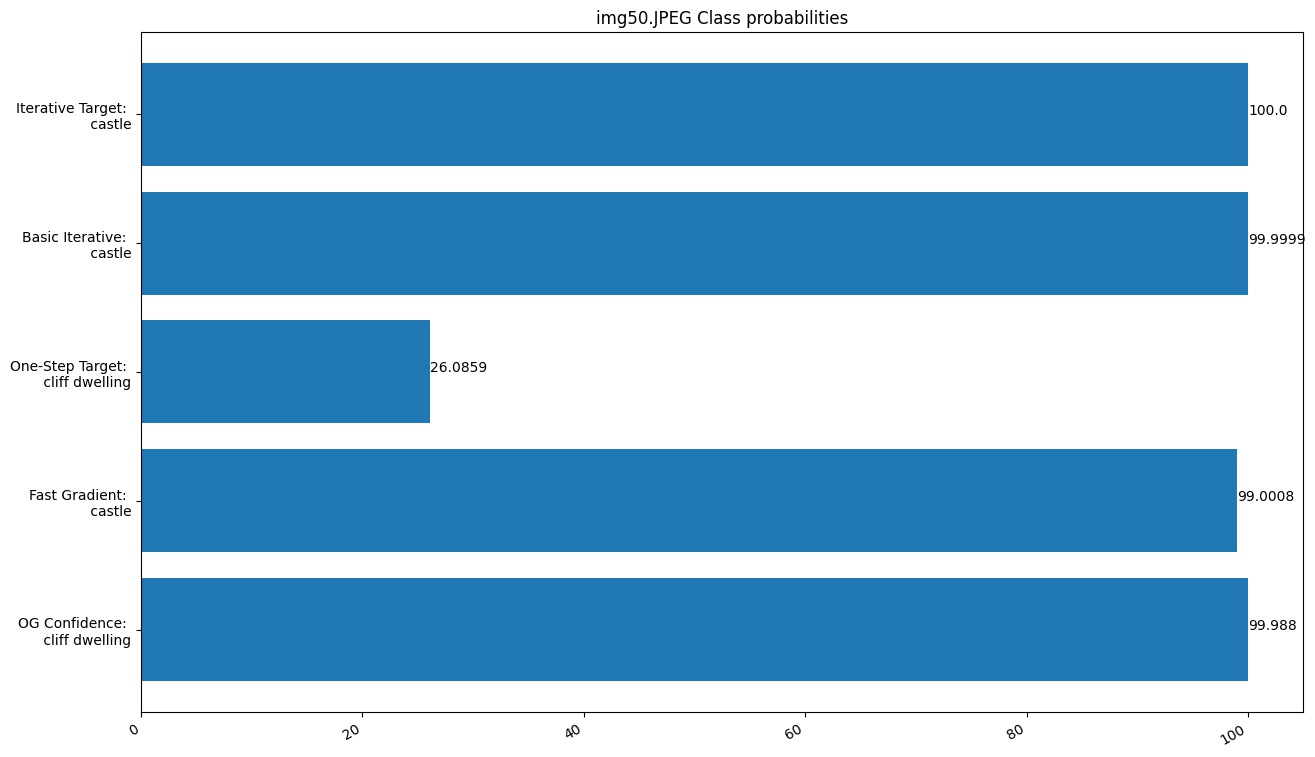 img50.JPEG Class probabilities
Iterative Target:
castle
100.0
Basic Iterative:
castle
99.9999
One-Step Target:
cliff dwelling
26.0859
Fast Gradient:
castle
99.0008
OG Confidence:
cliff dwelling
99.988
0
20
40
60
80
100